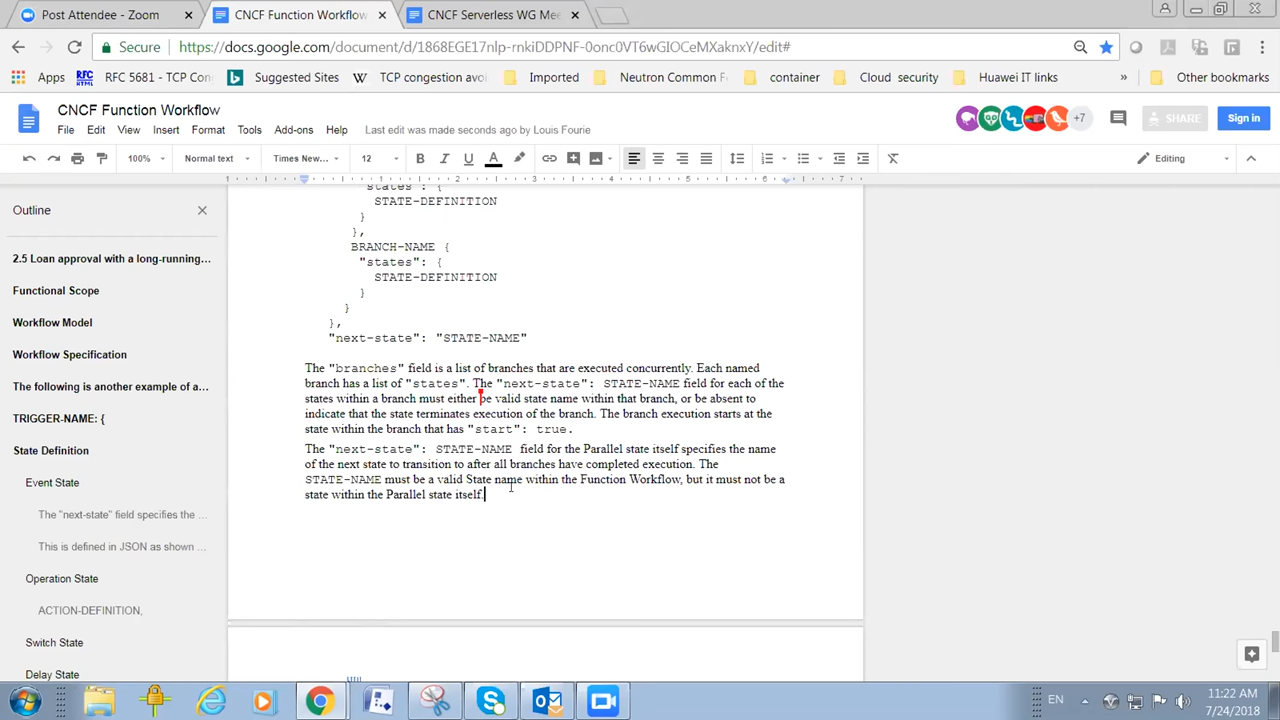 Post Attendee - Zoom
CNCF Function Workflow
CNCF Serverless WG Mee
Secure
https://docs.google.com/document/d/1868EGE17nlp-rnkiDDPNF-0onc0VT6wGIOCeMXaknxY/edit#
Apps
RFC 5681 - TCP Con
Suggested Sites
TCP congestion avoi
Imported
Neutron Common F
container
Cloud security
Huawei IT links
»
Other bookmarks
CNCF Function Workflow
File Edit View Insert Format Tools Add-ons Help Last edit was made seconds ago by Louis Fourie
+7
SHARE
Sign in
100% Normal text Times New... 12 B I U A Editing
1 2 3 4 5 6 7
Outline
2.5 Loan approval with a long-running...
Functional Scope
Workflow Model
Workflow Specification
The following is another example of a...
TRIGGER-NAME: {
State Definition
Event State
The "next-state" field specifies the ...
This is defined in JSON as shown ...
Operation State
ACTION-DEFINITION,
Switch State
Delay State
"states": {
STATE-DEFINITION
}
},
BRANCH-NAME {
"states": {
STATE-DEFINITION
}
}
},
"next-state": "STATE-NAME"
The "branches" field is a list of branches that are executed concurrently. Each named
branch has a list of "states". The "next-state": STATE-NAME field for each of the
states within a branch must either be valid state name within that branch, or be absent to
indicate that the state terminates execution of the branch. The branch execution starts at the
state within the branch that has "start": true.
The "next-state": STATE-NAME field for the Parallel state itself specifies the name
of the next state to transition to after all branches have completed execution. The
STATE-NAME must be a valid State name within the Function Workflow, but it must not be a
state within the Parallel state itself.
EN
11:22 AM
7/24/2018